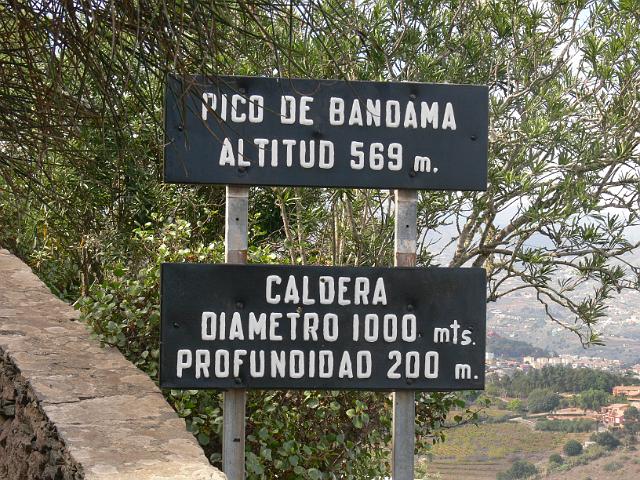 PICO DE BANDAMA
ALTITUD 569 m.
CALDERA
DIAMETRO 1000 mts.
PROFUNDIDAD 200 m.